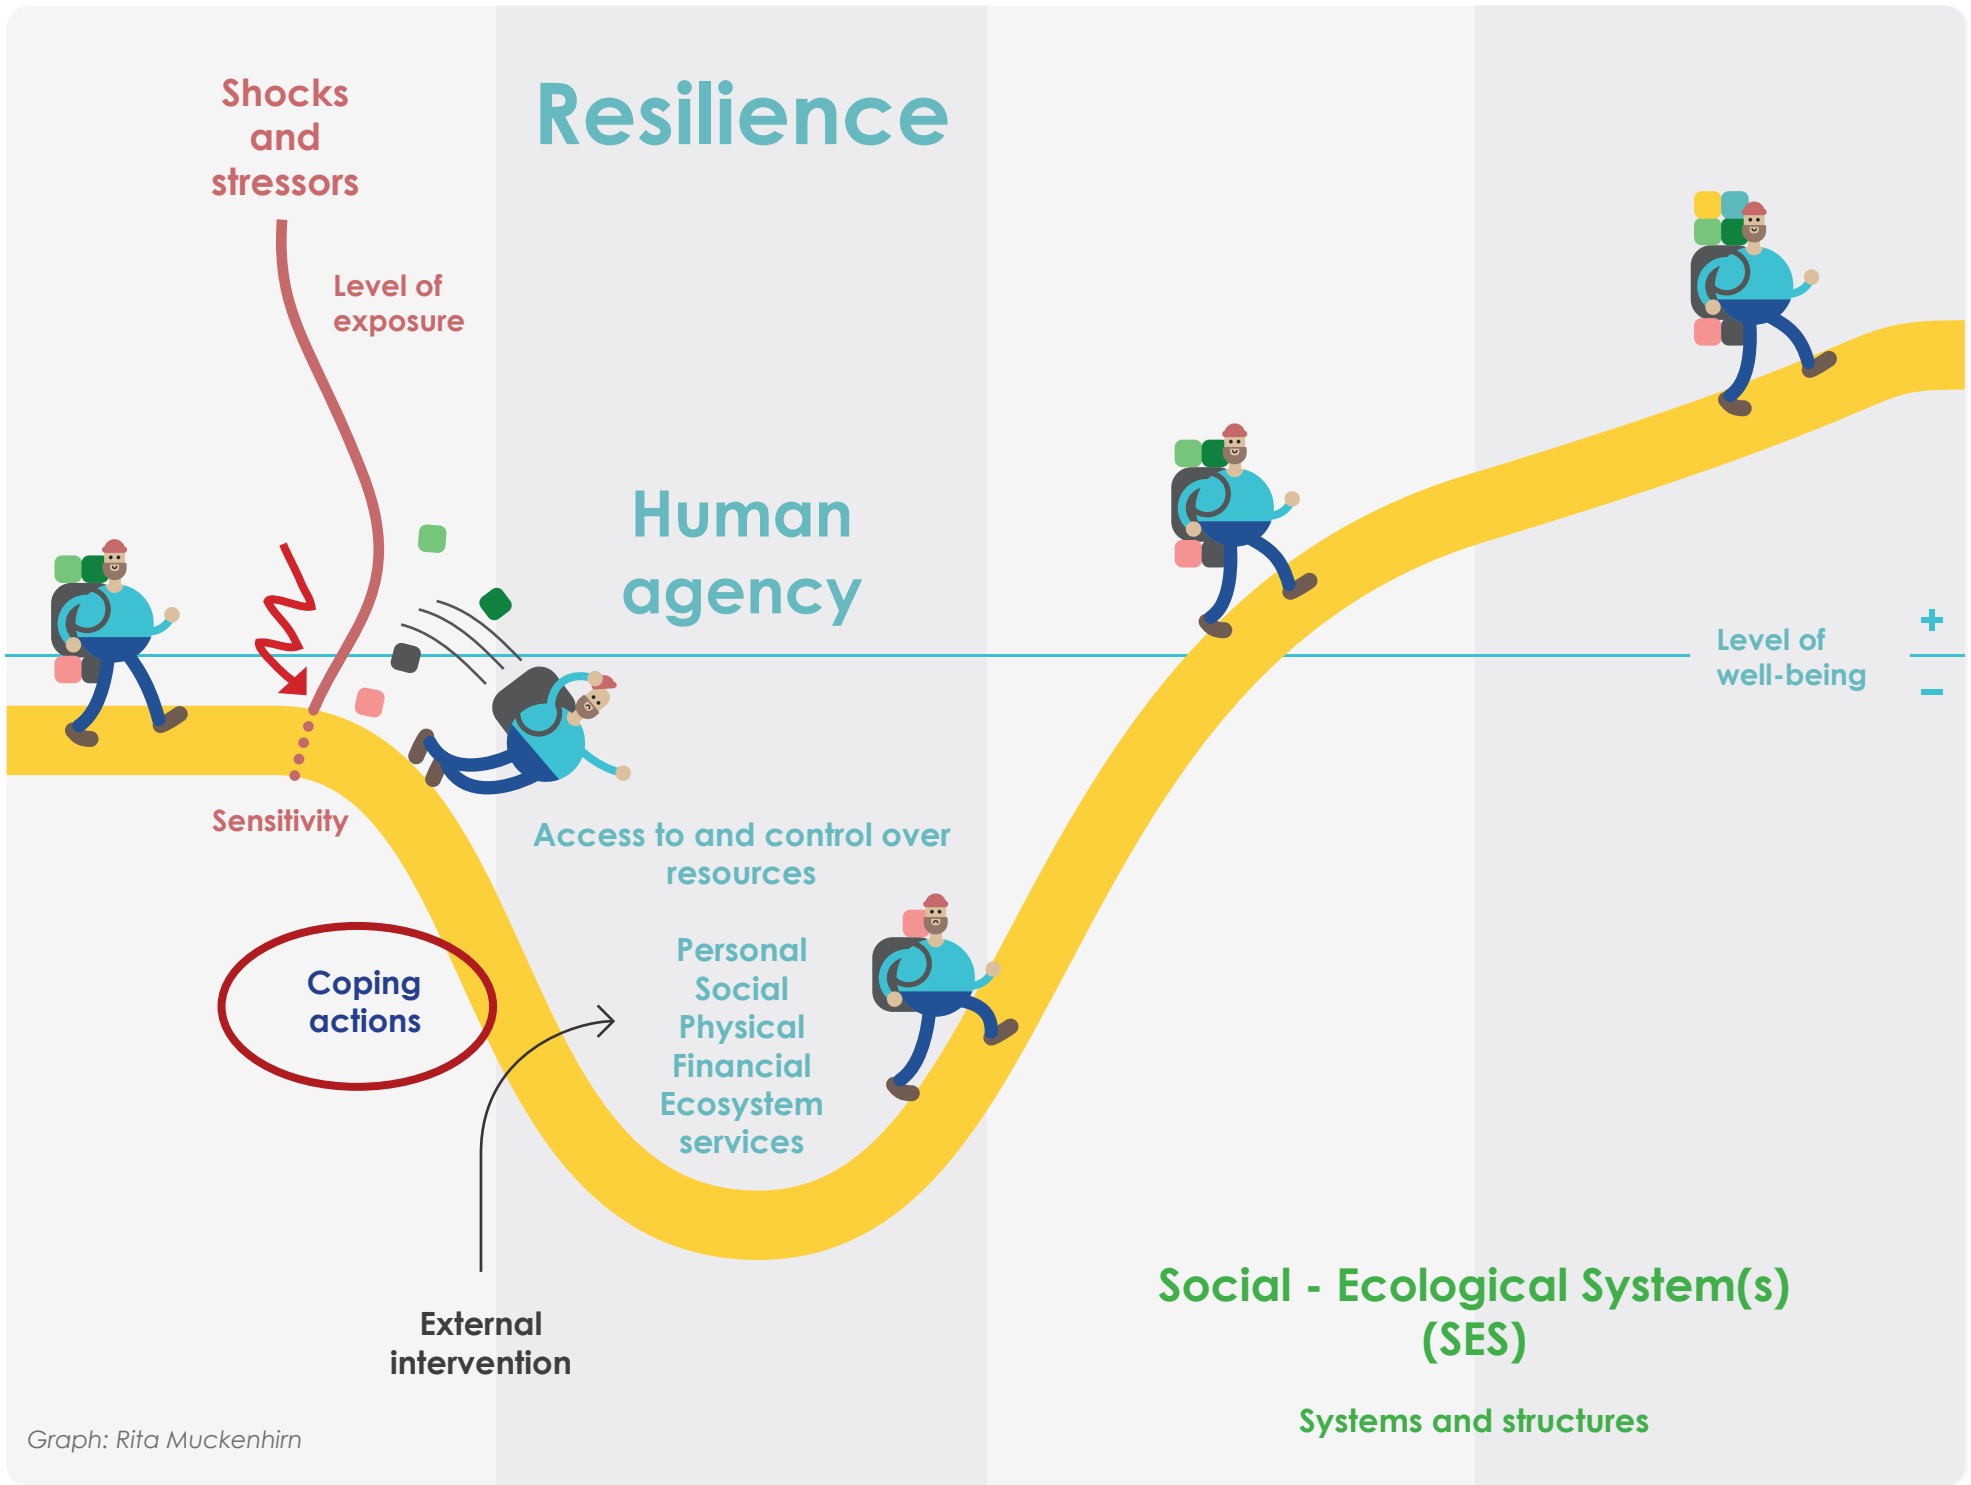 Shocks
and
stressors
Resilience
Level of
exposure
Human
agency
Level of
well-being
+
−
Sensitivity
Access to and control over
resources
Personal
Social
Physical
Financial
Ecosystem
services
Coping
actions
External
intervention
Social - Ecological System(s)
(SES)
Systems and structures
Graph: Rita Muckenhirn